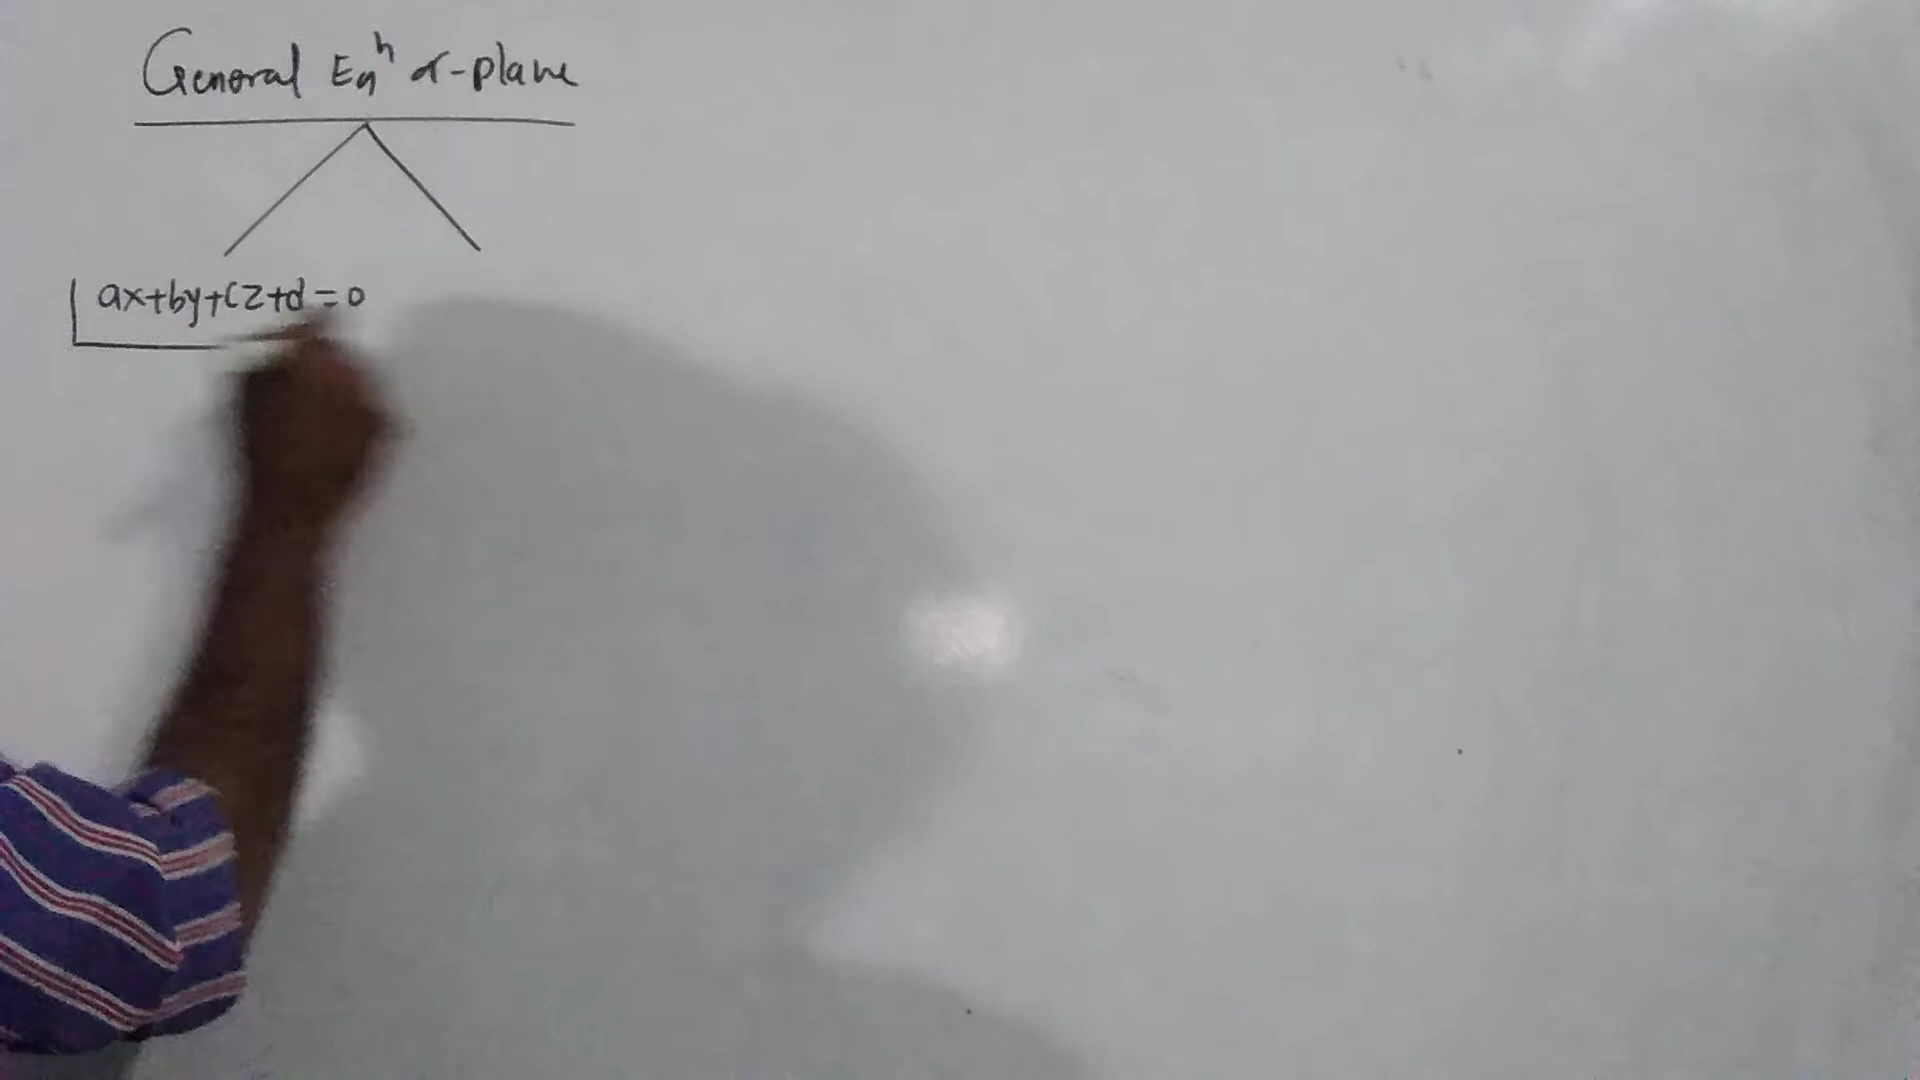 General Eqⁿ of -plane
ax+by+cz+d=0